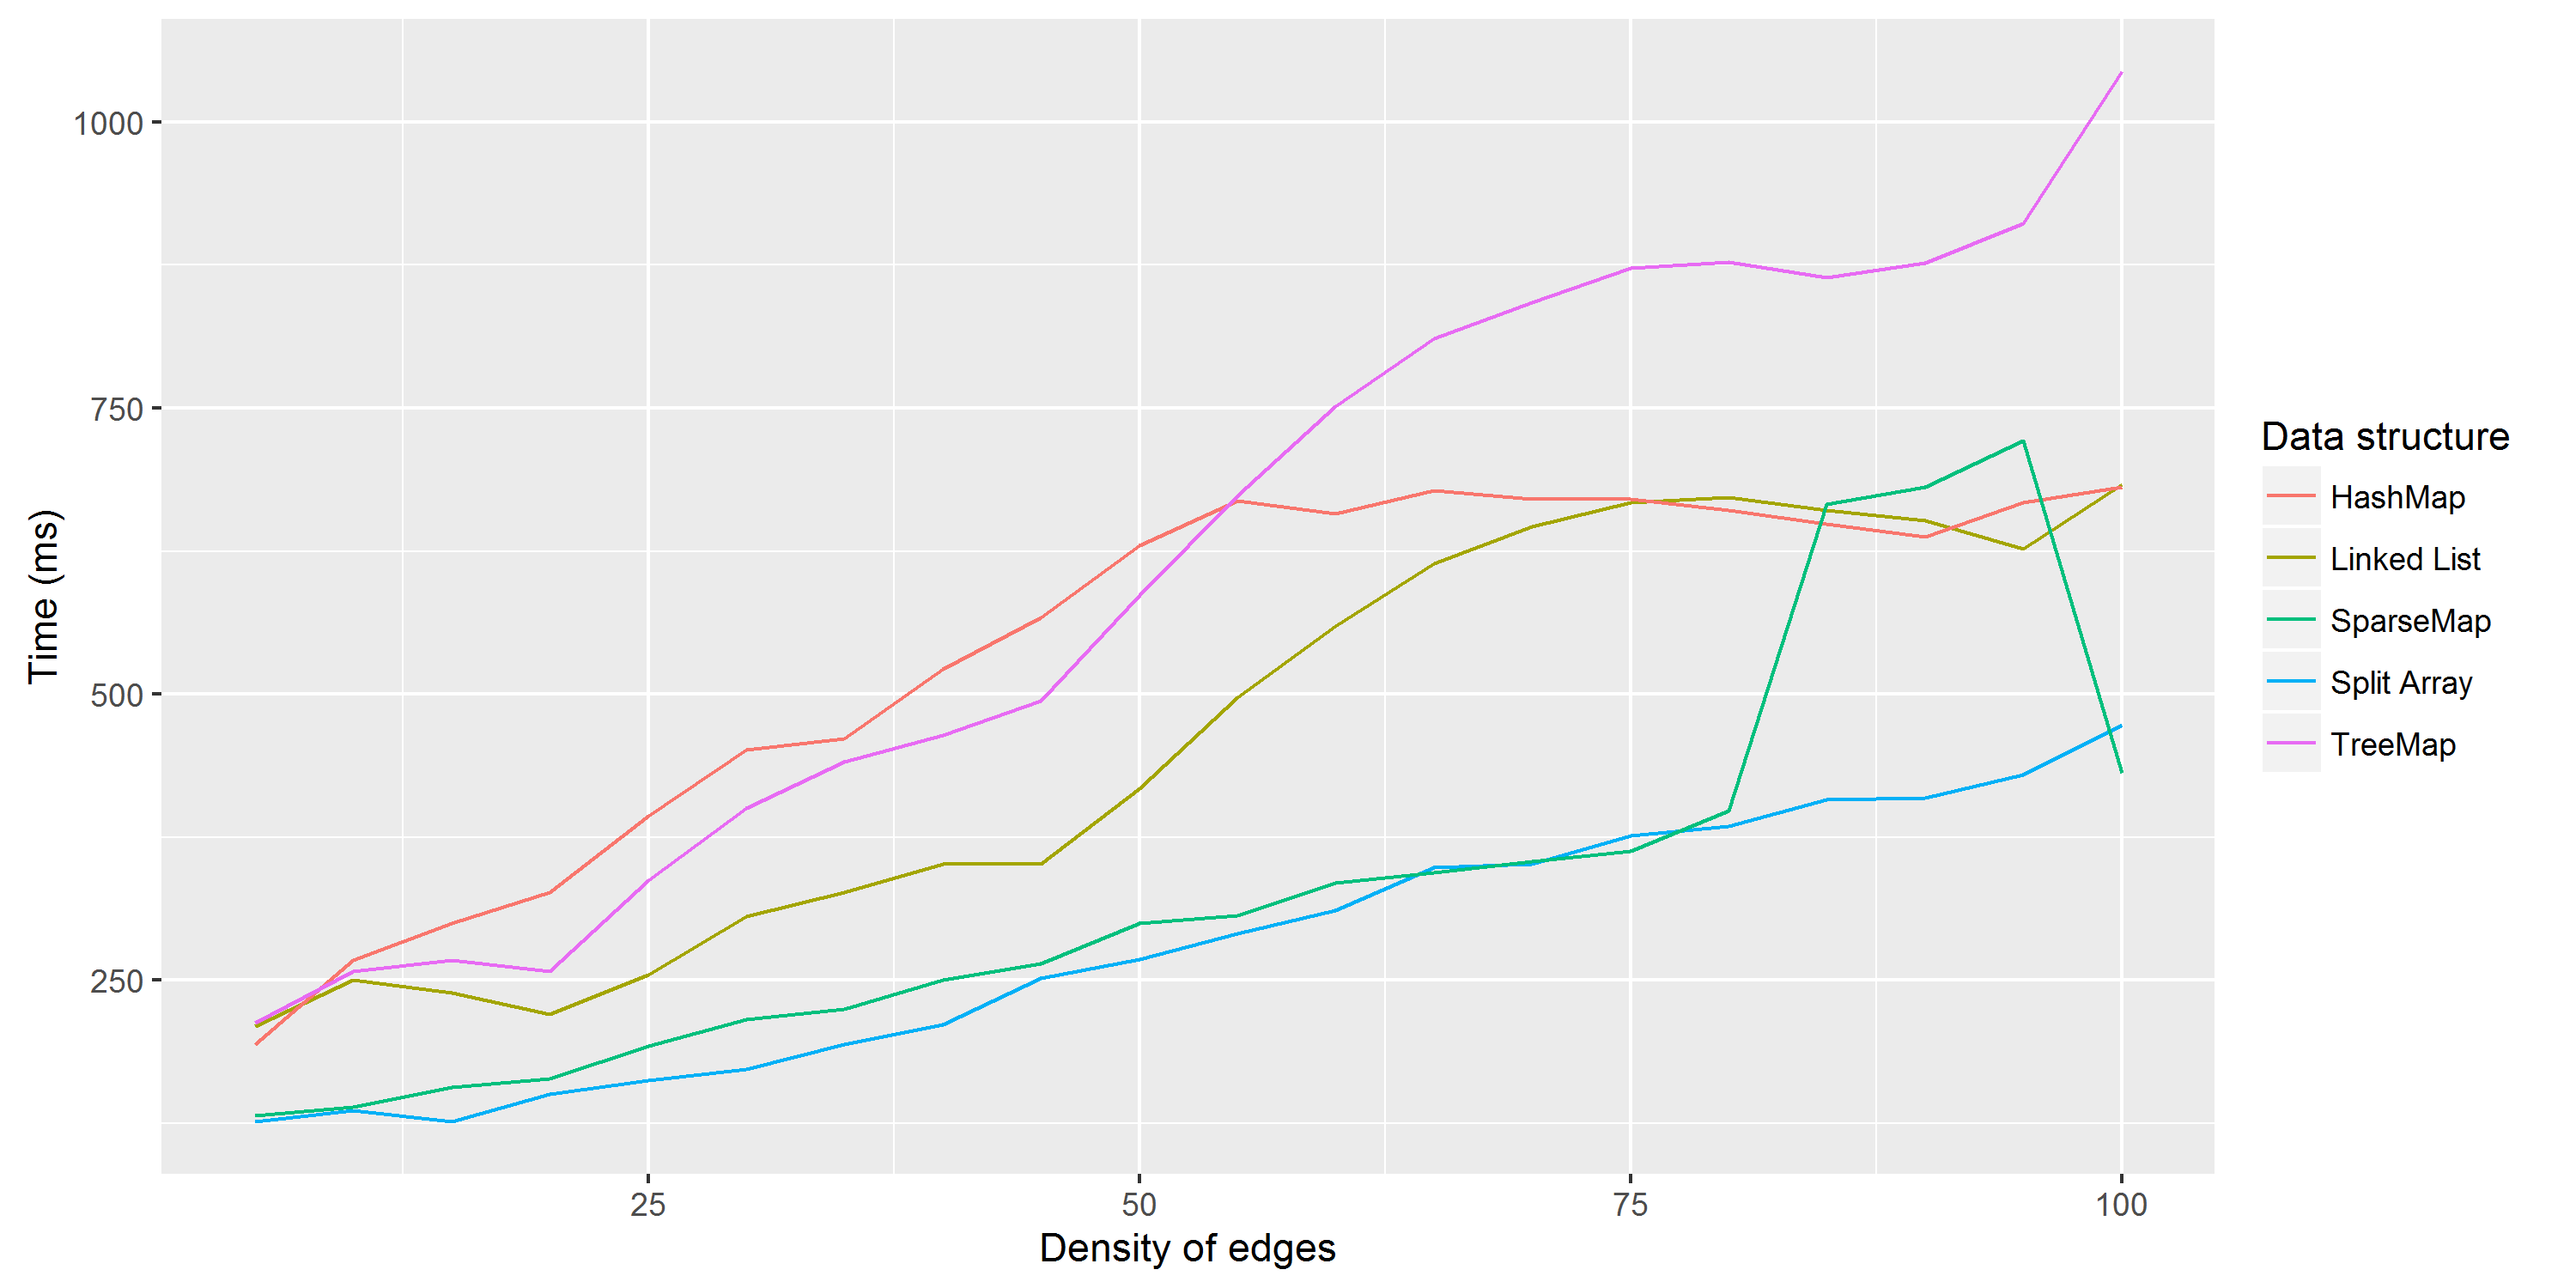 1000
750
500
250
Time (ms)
25
50
75
100
Density of edges
Data structure
HashMap
Linked List
SparseMap
Split Array
TreeMap